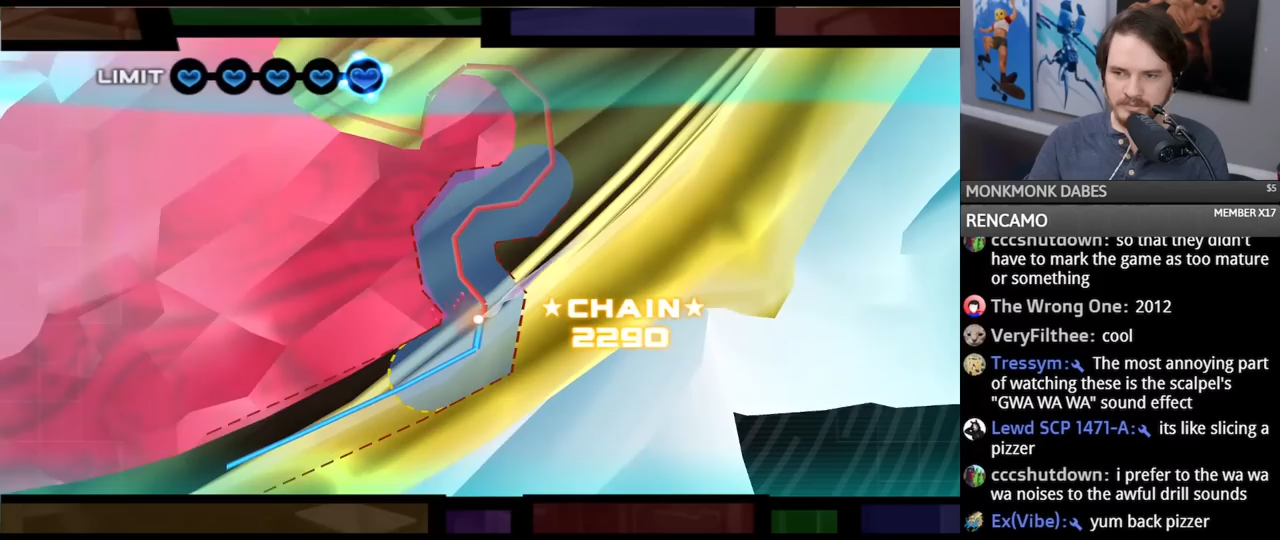 LIMIT
★CHAIN★
2290
MONKMONK DABES
$5
RENCAMO
MEMBER X17
cccshutdown: so that they didn't
have to mark the game as too mature
or something
The Wrong One: 2012
VeryFilthee: cool
Tressym: The most annoying part
of watching these is the scalpel's
"GWA WA WA" sound effect
Lewd SCP 1471-A: its like slicing a
pizzer
cccshutdown: i prefer to the wa wa
wa noises to the awful drill sounds
Ex(Vibe): yum back pizzer